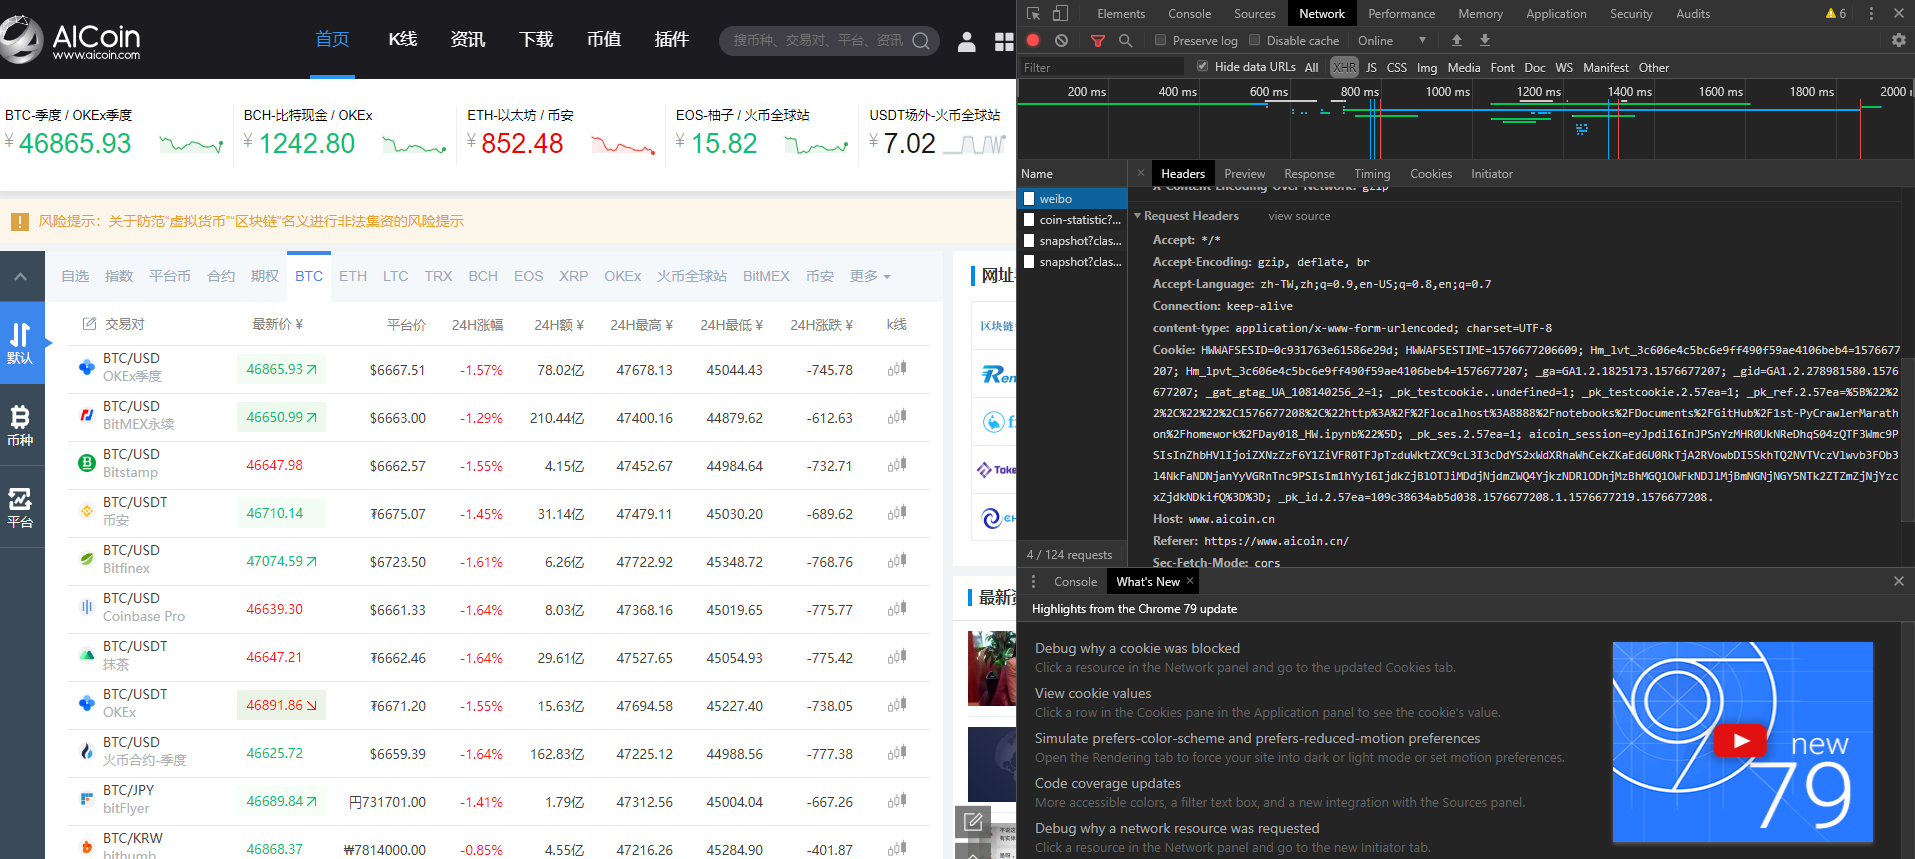 AICoin
www.aicoin.com
首页 K线 资讯 下载 币值 插件
搜币种、交易对、平台、资讯
BTC-季度 / OKEx季度
¥ 46865.93
BCH-比特现金 / OKEx
¥ 1242.80
ETH-以太坊 / 币安
¥ 852.48
EOS-柚子 / 火币全球站
¥ 15.82
USDT场外-火币全球站
¥ 7.02
风险提示：关于防范“虚拟货币”“区块链”名义进行非法集资的风险提示
默认
币种
平台
自选 指数 平台币 合约 期权 BTC ETH LTC TRX BCH EOS XRP OKEx 火币全球站 BitMEX 币安 更多
交易对 最新价 ¥ 平台价 24H涨幅 24H额 ¥ 24H最高 ¥ 24H最低 ¥ 24H涨跌 ¥ k线
BTC/USD
OKEx季度
46865.93 $6667.51 -1.57% 78.02亿 47678.13 45044.43 -745.78
BTC/USD
BitMEX永续
46650.99 $6663.00 -1.29% 210.44亿 47400.16 44879.62 -612.63
BTC/USD
Bitstamp
46647.98 $6662.57 -1.55% 4.15亿 47452.67 44984.64 -732.71
BTC/USDT
币安
46710.14 ₮6675.07 -1.45% 31.14亿 47479.11 45030.20 -689.62
BTC/USD
Bitfinex
47074.59 $6723.50 -1.61% 6.26亿 47722.92 45348.72 -768.76
BTC/USD
Coinbase Pro
46639.30 $6661.33 -1.64% 8.03亿 47368.16 45019.65 -775.77
BTC/USDT
抹茶
46647.21 ₮6662.46 -1.64% 29.61亿 47527.65 45054.93 -775.42
BTC/USDT
OKEx
46891.86 ₮6671.20 -1.55% 15.63亿 47694.58 45227.40 -738.05
BTC/USD
火币合约-季度
46625.72 $6659.39 -1.64% 162.83亿 47225.12 44988.56 -777.38
BTC/JPY
bitFlyer
46689.84 円731701.00 -1.41% 1.79亿 47312.56 45004.04 -667.26
BTC/KRW
bithumb
46868.37 ₩7814000.00 -0.85% 4.55亿 47216.26 45284.90 -401.87
网址
区块链
Ren
Toke
最新资
Elements Console Sources Network Performance Memory Application Security Audits 6
Preserve log Disable cache Online
Filter Hide data URLs All XHR JS CSS Img Media Font Doc WS Manifest Other
200 ms 400 ms 600 ms 800 ms 1000 ms 1200 ms 1400 ms 1600 ms 1800 ms 2000
Name
weibo
coin-statistic?...
snapshot?clas...
snapshot?clas...
4 / 124 requests
Headers Preview Response Timing Cookies Initiator
X-Content-Encoding-Over-Network: gzip
Request Headers view source
Accept: */*
Accept-Encoding: gzip, deflate, br
Accept-Language: zh-TW,zh;q=0.9,en-US;q=0.8,en;q=0.7
Connection: keep-alive
content-type: application/x-www-form-urlencoded; charset=UTF-8
Cookie: HWWAFSESID=0c931763e61586e29d; HWWAFSESTIME=1576677206609; Hm_lvt_3c606e4c5bc6e9ff490f59ae4106beb4=1576677
207; Hm_lpvt_3c606e4c5bc6e9ff490f59ae4106beb4=1576677207; _ga=GA1.2.1825173.1576677207; _gid=GA1.2.278981580.1576
677207; _gat_gtag_UA_108140256_2=1; _pk_testcookie..undefined=1; _pk_testcookie.2.57ea=1; _pk_ref.2.57ea=%5B%22%2
2%2C%22%22%2C1576677208%2C%22http%3A%2F%2Flocalhost%3A8888%2Fnotebooks%2FDocuments%2FGitHub%2F1st-PyCrawlerMarath
on%2Fhomework%2FDay018_HW.ipynb%22%5D; _pk_ses.2.57ea=1; aicoin_session=eyJpdiI6InJPSnYzMHR0UkNReDhqS04zQTF3Wmc9P
SIsInZhbHVlIjoiZXNzZzF6Y1ZiVFR0TFJpTzduWktZXC9cL3I3cDdYS2xWdXRhaWhCekZKaEd6U0RkTjA2RVowbDI5SkhTQ2NVTVczVlwvb3FOb3
l4NkFaNDNjanYyVGRnTnc9PSIsIm1hYyI6IjdkZjBlOTJiMDdjNjdmZWQ4YjkzNDRlODhjMzBhMGQ1OWFkNDJlMjBmNGNjNGY5NTk2ZTZmZjNjYzc
xZjdkNDkifQ%3D%3D; _pk_id.2.57ea=109c38634ab5d038.1576677208.1.1576677219.1576677208.
Host: www.aicoin.cn
Referer: https://www.aicoin.cn/
Sec-Fetch-Mode: cors
Console What's New
Highlights from the Chrome 79 update
Debug why a cookie was blocked
Click a resource in the Network panel and go to the updated Cookies tab.
View cookie values
Click a row in the Cookies pane in the Application panel to see the cookie's value.
Simulate prefers-color-scheme and prefers-reduced-motion preferences
Open the Rendering tab to force your site into dark or light mode or set motion preferences.
Code coverage updates
More accessible colors, a filter text box, and a new integration with the Sources panel.
Debug why a network resource was requested
Click a resource in the Network panel and go to the new Initiator tab.
new
79